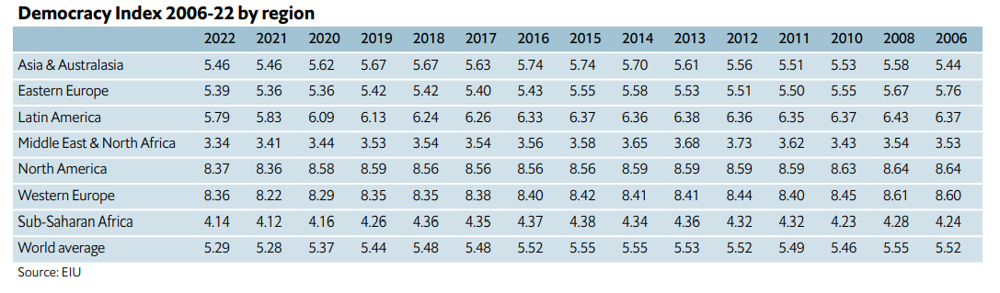 Democracy Index 2006-22 by region
2022 2021 2020 2019 2018 2017 2016 2015 2014 2013 2012 2011 2010 2008 2006
Asia & Australasia 5.46 5.46 5.62 5.67 5.67 5.63 5.74 5.74 5.70 5.61 5.56 5.51 5.53 5.58 5.44
Eastern Europe 5.39 5.36 5.36 5.42 5.42 5.40 5.43 5.55 5.58 5.53 5.51 5.50 5.55 5.67 5.76
Latin America 5.79 5.83 6.09 6.13 6.24 6.26 6.33 6.37 6.36 6.38 6.36 6.35 6.37 6.43 6.37
Middle East & North Africa 3.34 3.41 3.44 3.53 3.54 3.54 3.56 3.58 3.65 3.68 3.73 3.62 3.43 3.54 3.53
North America 8.37 8.36 8.58 8.59 8.56 8.56 8.56 8.56 8.59 8.59 8.59 8.59 8.63 8.64 8.64
Western Europe 8.36 8.22 8.29 8.35 8.35 8.38 8.40 8.42 8.41 8.41 8.44 8.40 8.45 8.61 8.60
Sub-Saharan Africa 4.14 4.12 4.16 4.26 4.36 4.35 4.37 4.38 4.34 4.36 4.32 4.32 4.23 4.28 4.24
World average 5.29 5.28 5.37 5.44 5.48 5.48 5.52 5.55 5.55 5.53 5.52 5.49 5.46 5.55 5.52
Source: EIU